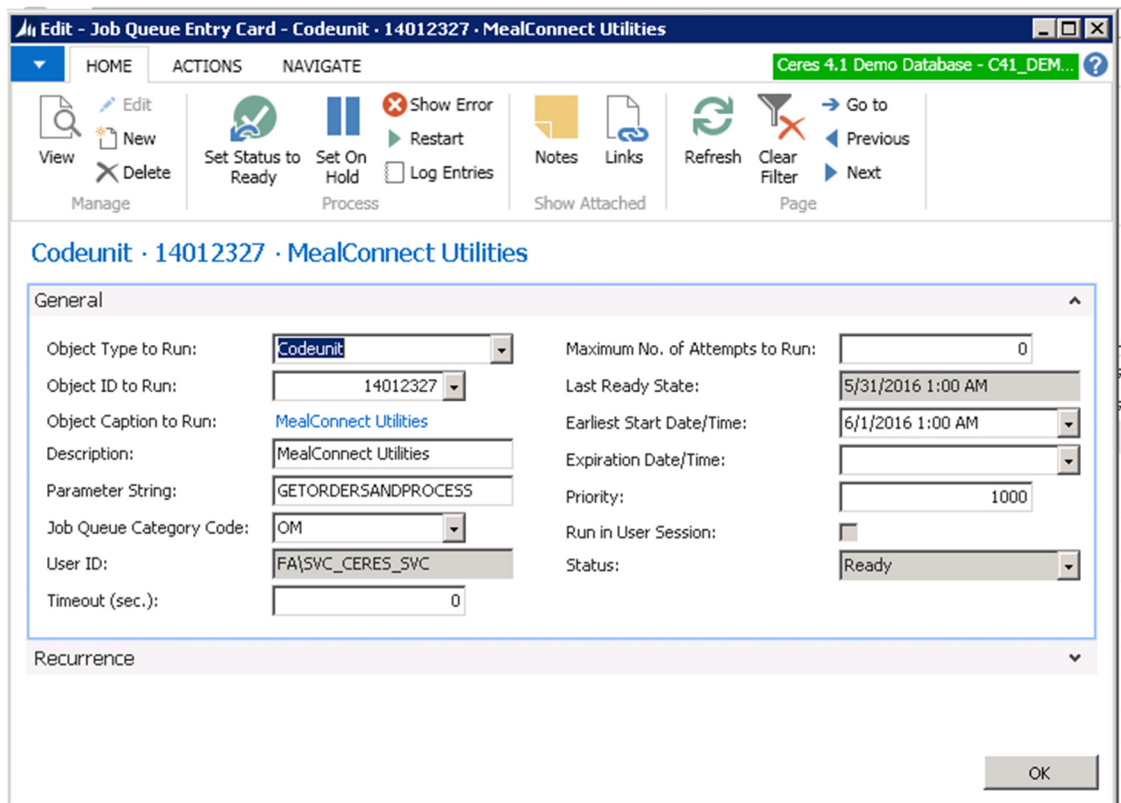 Edit - Job Queue Entry Card - Codeunit · 14012327 · MealConnect Utilities
HOME ACTIONS NAVIGATE Ceres 4.1 Demo Database - C41_DEM... ?
View
Edit
New
Delete
Manage
Set Status to Ready
Set On Hold
Show Error
Restart
Log Entries
Process
Notes
Links
Show Attached
Refresh
Clear Filter
Go to
Previous
Next
Page
Codeunit · 14012327 · MealConnect Utilities
General
Object Type to Run: Codeunit
Object ID to Run: 14012327
Object Caption to Run: MealConnect Utilities
Description: MealConnect Utilities
Parameter String: GETORDERSANDPROCESS
Job Queue Category Code: OM
User ID: FA\SVC_CERES_SVC
Timeout (sec.): 0
Maximum No. of Attempts to Run: 0
Last Ready State: 5/31/2016 1:00 AM
Earliest Start Date/Time: 6/1/2016 1:00 AM
Expiration Date/Time:
Priority: 1000
Run in User Session:
Status: Ready
Recurrence
OK